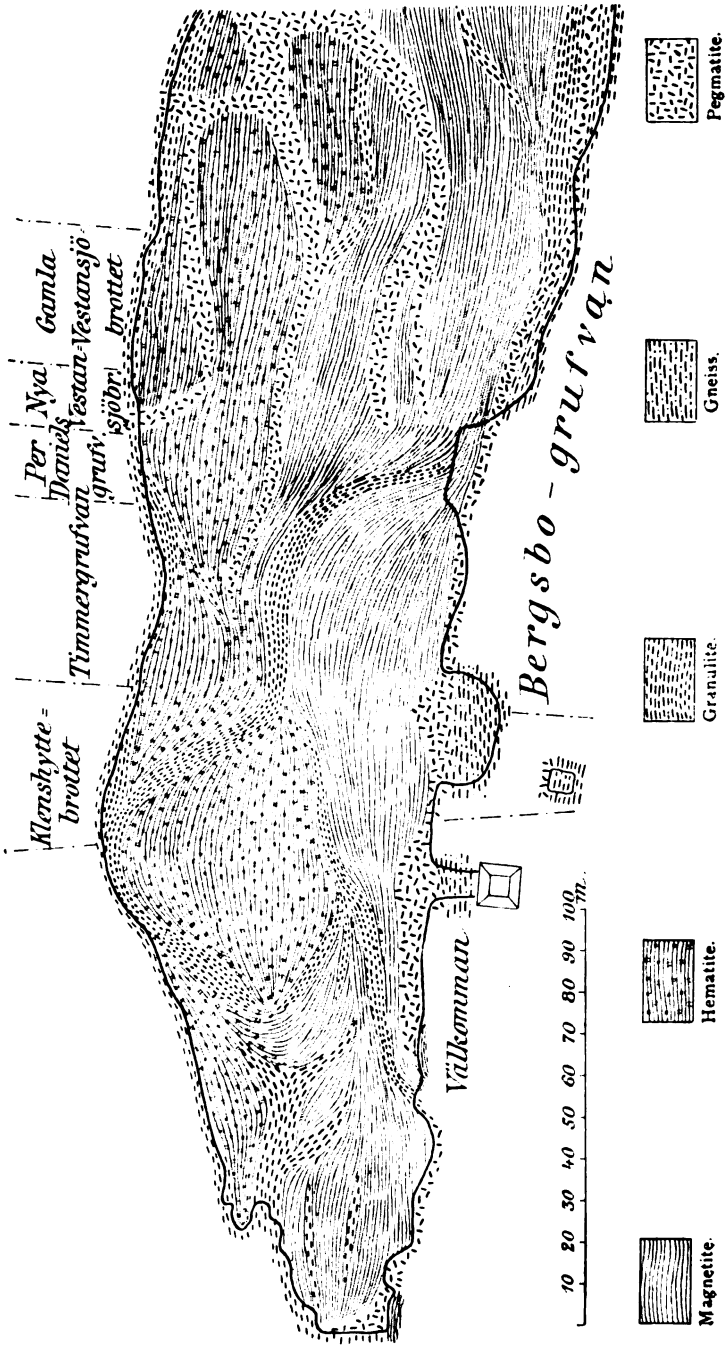 Klenshytte=
brottet
Timmergrufvan
Per
Daniels
grufv
Nya
Vestan-
sjöbr
Gamla
Vestansjö
brottet
Bergsbo-grufvan
Välkomman
10 20 30 40 50 60 70 80 90 100 m.
Magnetite.
Hematite.
Granulite.
Gneiss.
Pegmatite.